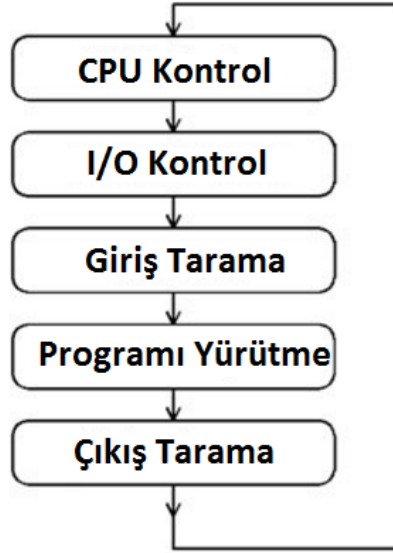 CPU Kontrol
I/O Kontrol
Giriş Tarama
Programı Yürütme
Çıkış Tarama